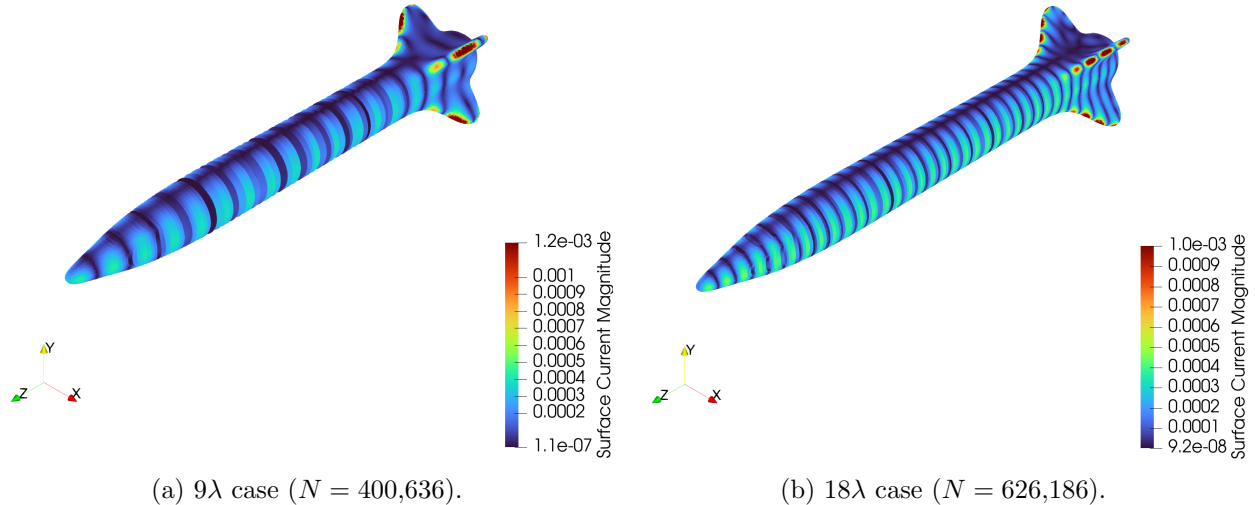 1.2e-03
0.001
0.0008
0.0007
0.0006
0.0005
0.0004
0.0003
0.0002
1.1e-07
Surface Current Magnitude
Y
Z
X
(a) 9λ case (N = 400,636).
1.0e-03
0.0009
0.0008
0.0007
0.0006
0.0005
0.0004
0.0003
0.0002
0.0001
9.2e-08
Surface Current Magnitude
Y
Z
X
(b) 18λ case (N = 626,186).